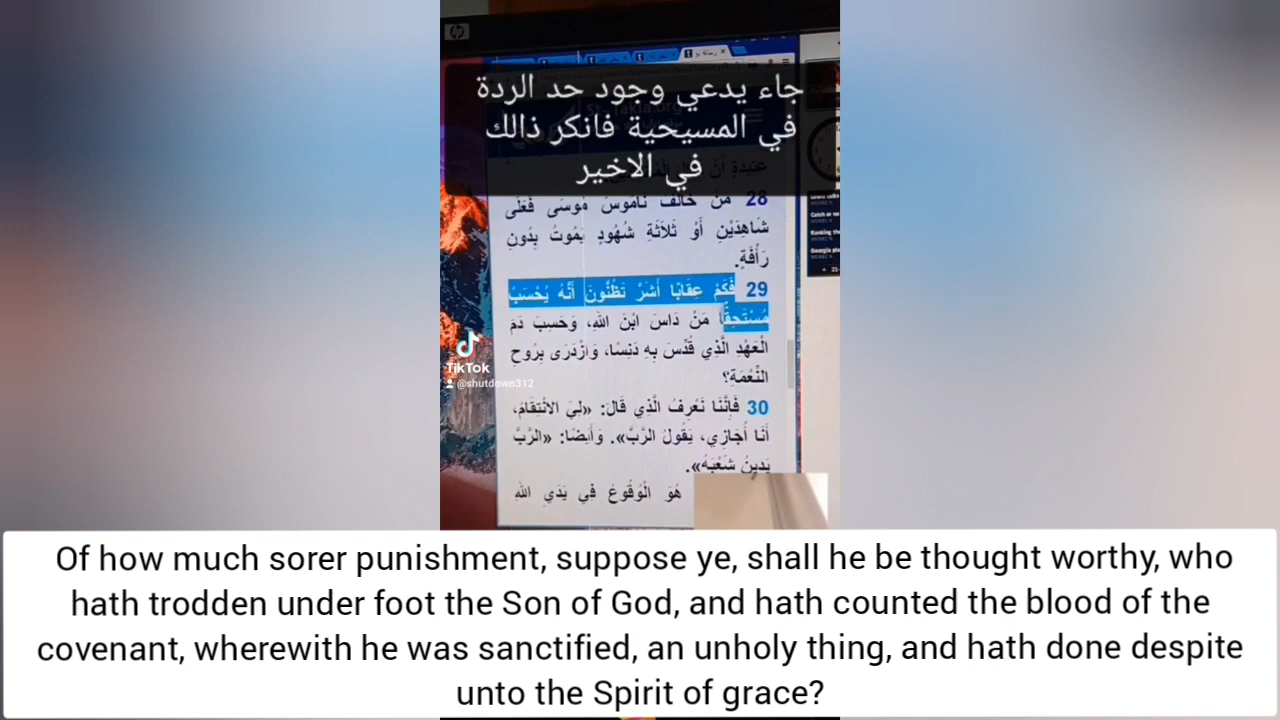 جاء يدعي وجود حد الردة
في المسيحية فانكر ذالك
في الاخير
28 مَنْ خَالَفَ نَامُوسَ مُوسَى فَعَلَى
شَاهِدَيْنِ أَوْ ثَلاَثَةِ شُهُودٍ يَمُوتُ بِدُونِ
رَأْفَةٍ.
29 فَكَمْ عِقَابًا أَشَرَّ تَظُنُّونَ أَنَّهُ يُحْسَبُ
مُسْتَحِقًّا مَنْ دَاسَ ابْنَ اللهِ، وَحَسِبَ دَمَ
الْعَهْدِ الَّذِي قُدِّسَ بِهِ دَنِسًا، وَازْدَرَى بِرُوحِ
النِّعْمَةِ؟
30 فَإِنَّنَا نَعْرِفُ الَّذِي قَالَ: «لِيَ الانْتِقَامُ،
أَنَا أُجَازِي، يَقُولُ الرَّبُّ». وَأَيْضًا: «الرَّبُّ
يَدِينُ شَعْبَهُ».
هُوَ الْوُقُوعُ فِي يَدَيِ اللهِ
TikTok
@shutdown312
Of how much sorer punishment, suppose ye, shall he be thought worthy, who
hath trodden under foot the Son of God, and hath counted the blood of the
covenant, wherewith he was sanctified, an unholy thing, and hath done despite
unto the Spirit of grace?